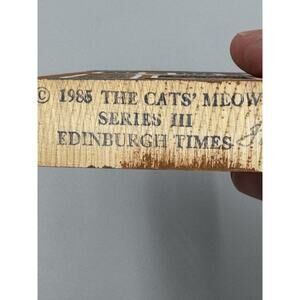 © 1985 THE CATS' MEOW
SERIES III
EDINBURGH TIMES